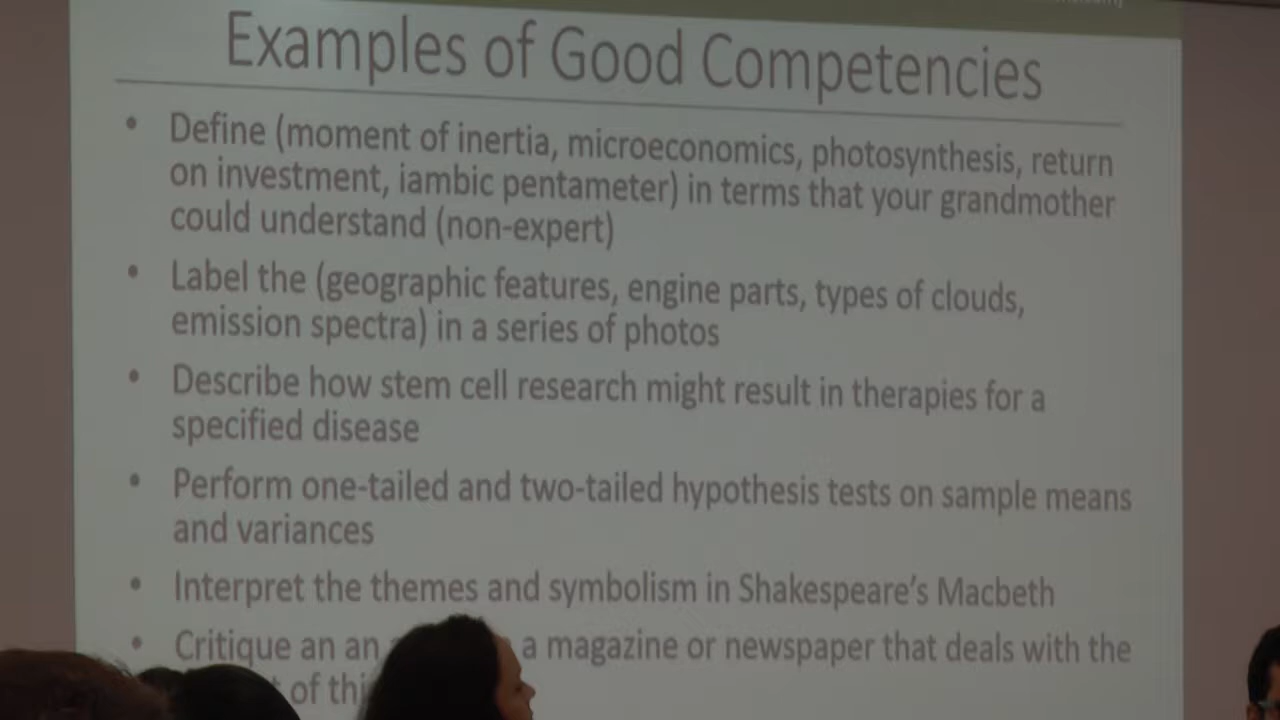 Examples of Good Competencies
• Define (moment of inertia, microeconomics, photosynthesis, return
on investment, iambic pentameter) in terms that your grandmother
could understand (non-expert)
• Label the (geographic features, engine parts, types of clouds,
emission spectra) in a series of photos
• Describe how stem cell research might result in therapies for a
specified disease
• Perform one-tailed and two-tailed hypothesis tests on sample means
and variances
• Interpret the themes and symbolism in Shakespeare's Macbeth
• Critique an an a magazine or newspaper that deals with the
of